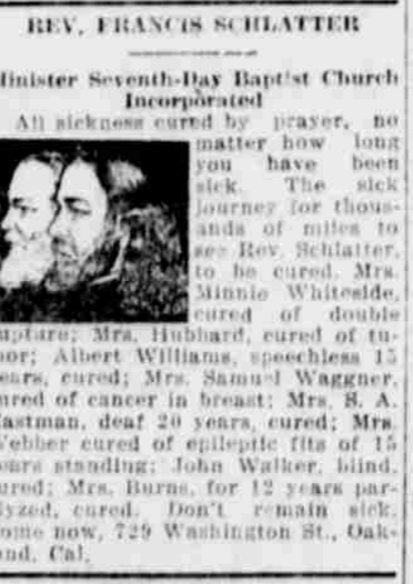 REV. FRANCIS SCHLATTER
Minister Seventh-Day Baptist Church
Incorporated
All sickness cured by prayer, no
matter how long
you have been
sick. The sick
journey for thous-
ands of miles to
see Rev. Schlatter,
to be cured. Mrs.
Minnie Whiteside,
cured of double
rupture; Mrs. Hubbard, cured of tu-
mor; Albert Williams, speechless 15
years, cured; Mrs. Samuel Waggner,
cured of cancer in breast; Mrs. S. A.
Eastman, deaf 20 years, cured; Mrs.
Webber cured of epileptic fits of 15
years standing; John Walker, blind,
cured; Mrs. Burns, for 12 years par-
alyzed, cured. Don't remain sick.
Come now, 729 Washington St., Oak-
land, Cal.